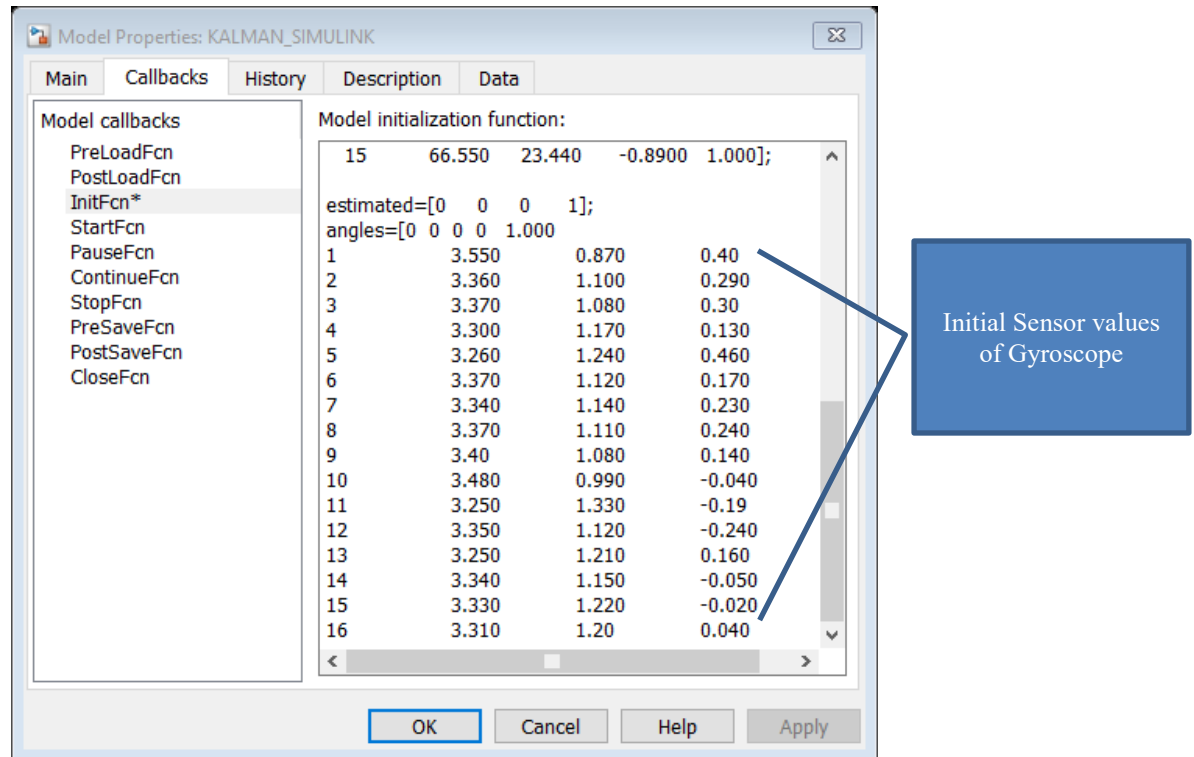 Model Properties: KALMAN_SIMULINK
Main Callbacks History Description Data
Model callbacks
PreLoadFcn
PostLoadFcn
InitFcn*
StartFcn
PauseFcn
ContinueFcn
StopFcn
PreSaveFcn
PostSaveFcn
CloseFcn
Model initialization function:
15 66.550 23.440 -0.8900 1.000];
estimated=[0 0 0 1];
angles=[0 0 0 0 1.000
1 3.550 0.870 0.40
2 3.360 1.100 0.290
3 3.370 1.080 0.30
4 3.300 1.170 0.130
5 3.260 1.240 0.460
6 3.370 1.120 0.170
7 3.340 1.140 0.230
8 3.370 1.110 0.240
9 3.40 1.080 0.140
10 3.480 0.990 -0.040
11 3.250 1.330 -0.19
12 3.350 1.120 -0.240
13 3.250 1.210 0.160
14 3.340 1.150 -0.050
15 3.330 1.220 -0.020
16 3.310 1.20 0.040
OK Cancel Help Apply
Initial Sensor values
of Gyroscope